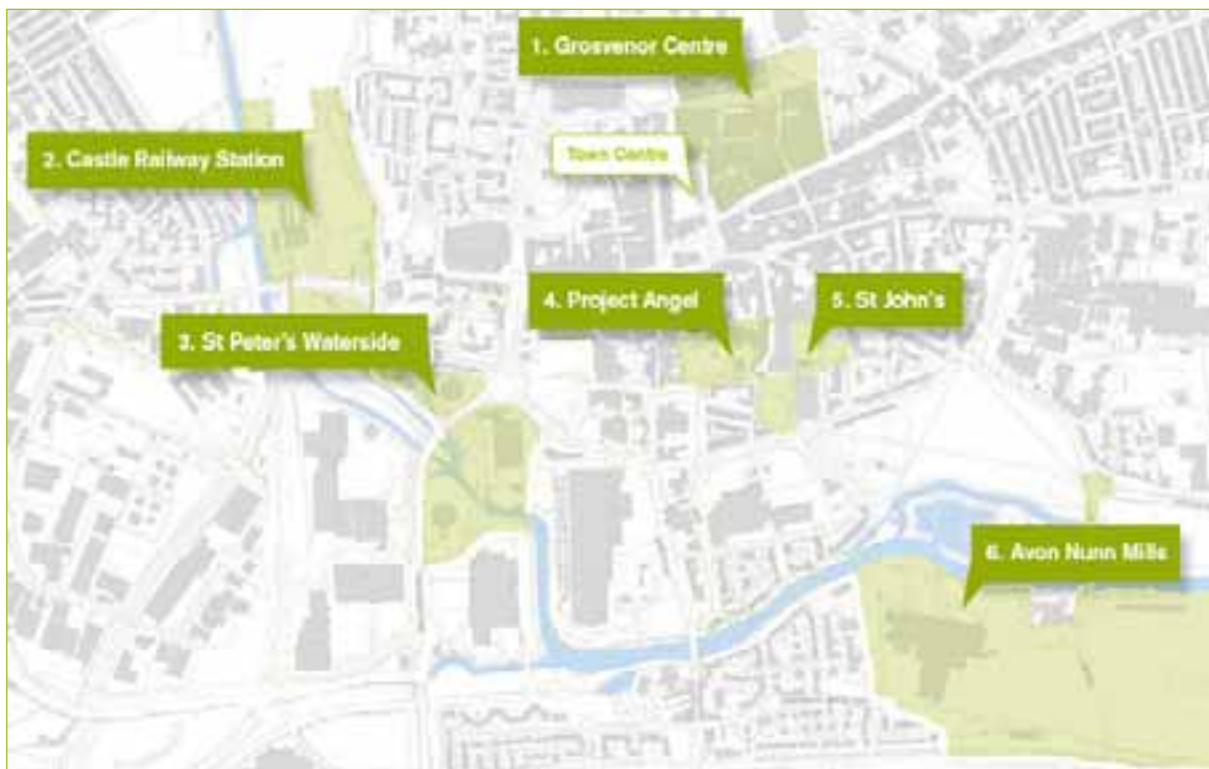 1. Grosvenor Centre
2. Castle Railway Station
Town Centre
4. Project Angel
5. St John's
3. St Peter's Waterside
6. Avon Nunn Mills